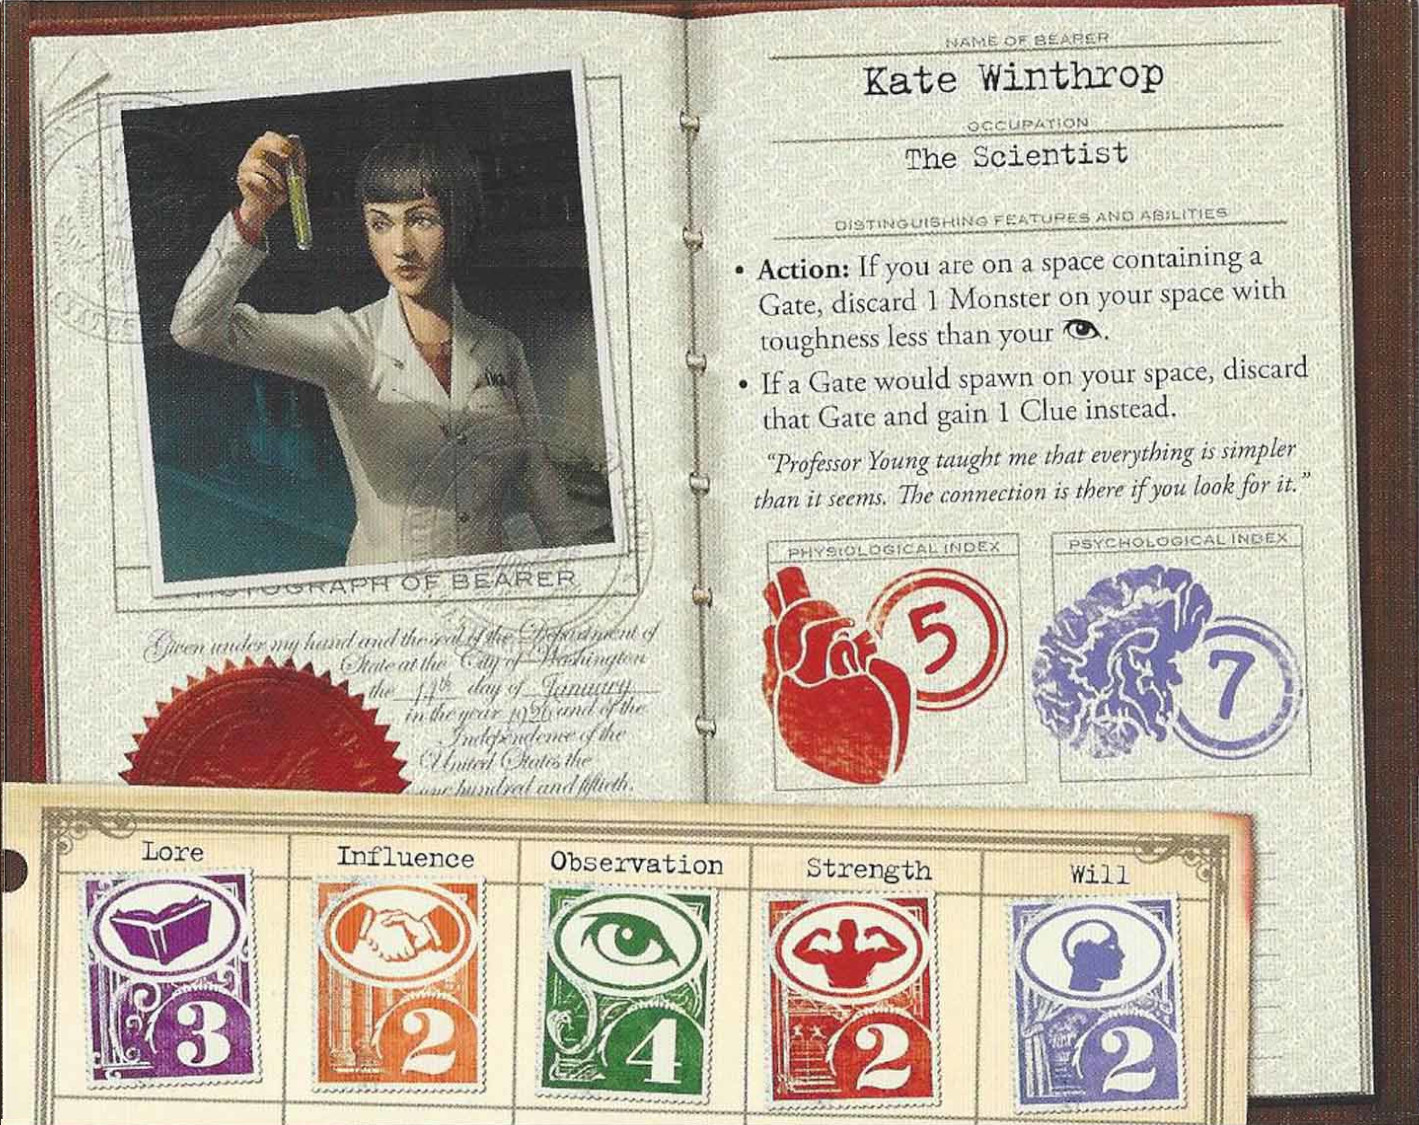 PHOTOGRAPH OF BEARER
Given under my hand and the seal of the Department of
State at the City of Washington
the 14th day of January
in the year 1926 and of the
Independence of the
United States the
one hundred and fiftieth.
NAME OF BEARER
Kate Winthrop
OCCUPATION
The Scientist
DISTINGUISHING FEATURES AND ABILITIES
• Action: If you are on a space containing a
Gate, discard 1 Monster on your space with
toughness less than your .
• If a Gate would spawn on your space, discard
that Gate and gain 1 Clue instead.
“Professor Young taught me that everything is simpler
than it seems. The connection is there if you look for it.”
PHYSIOLOGICAL INDEX
5
PSYCHOLOGICAL INDEX
7
Lore
Influence
Observation
Strength
Will
3
2
4
2
2